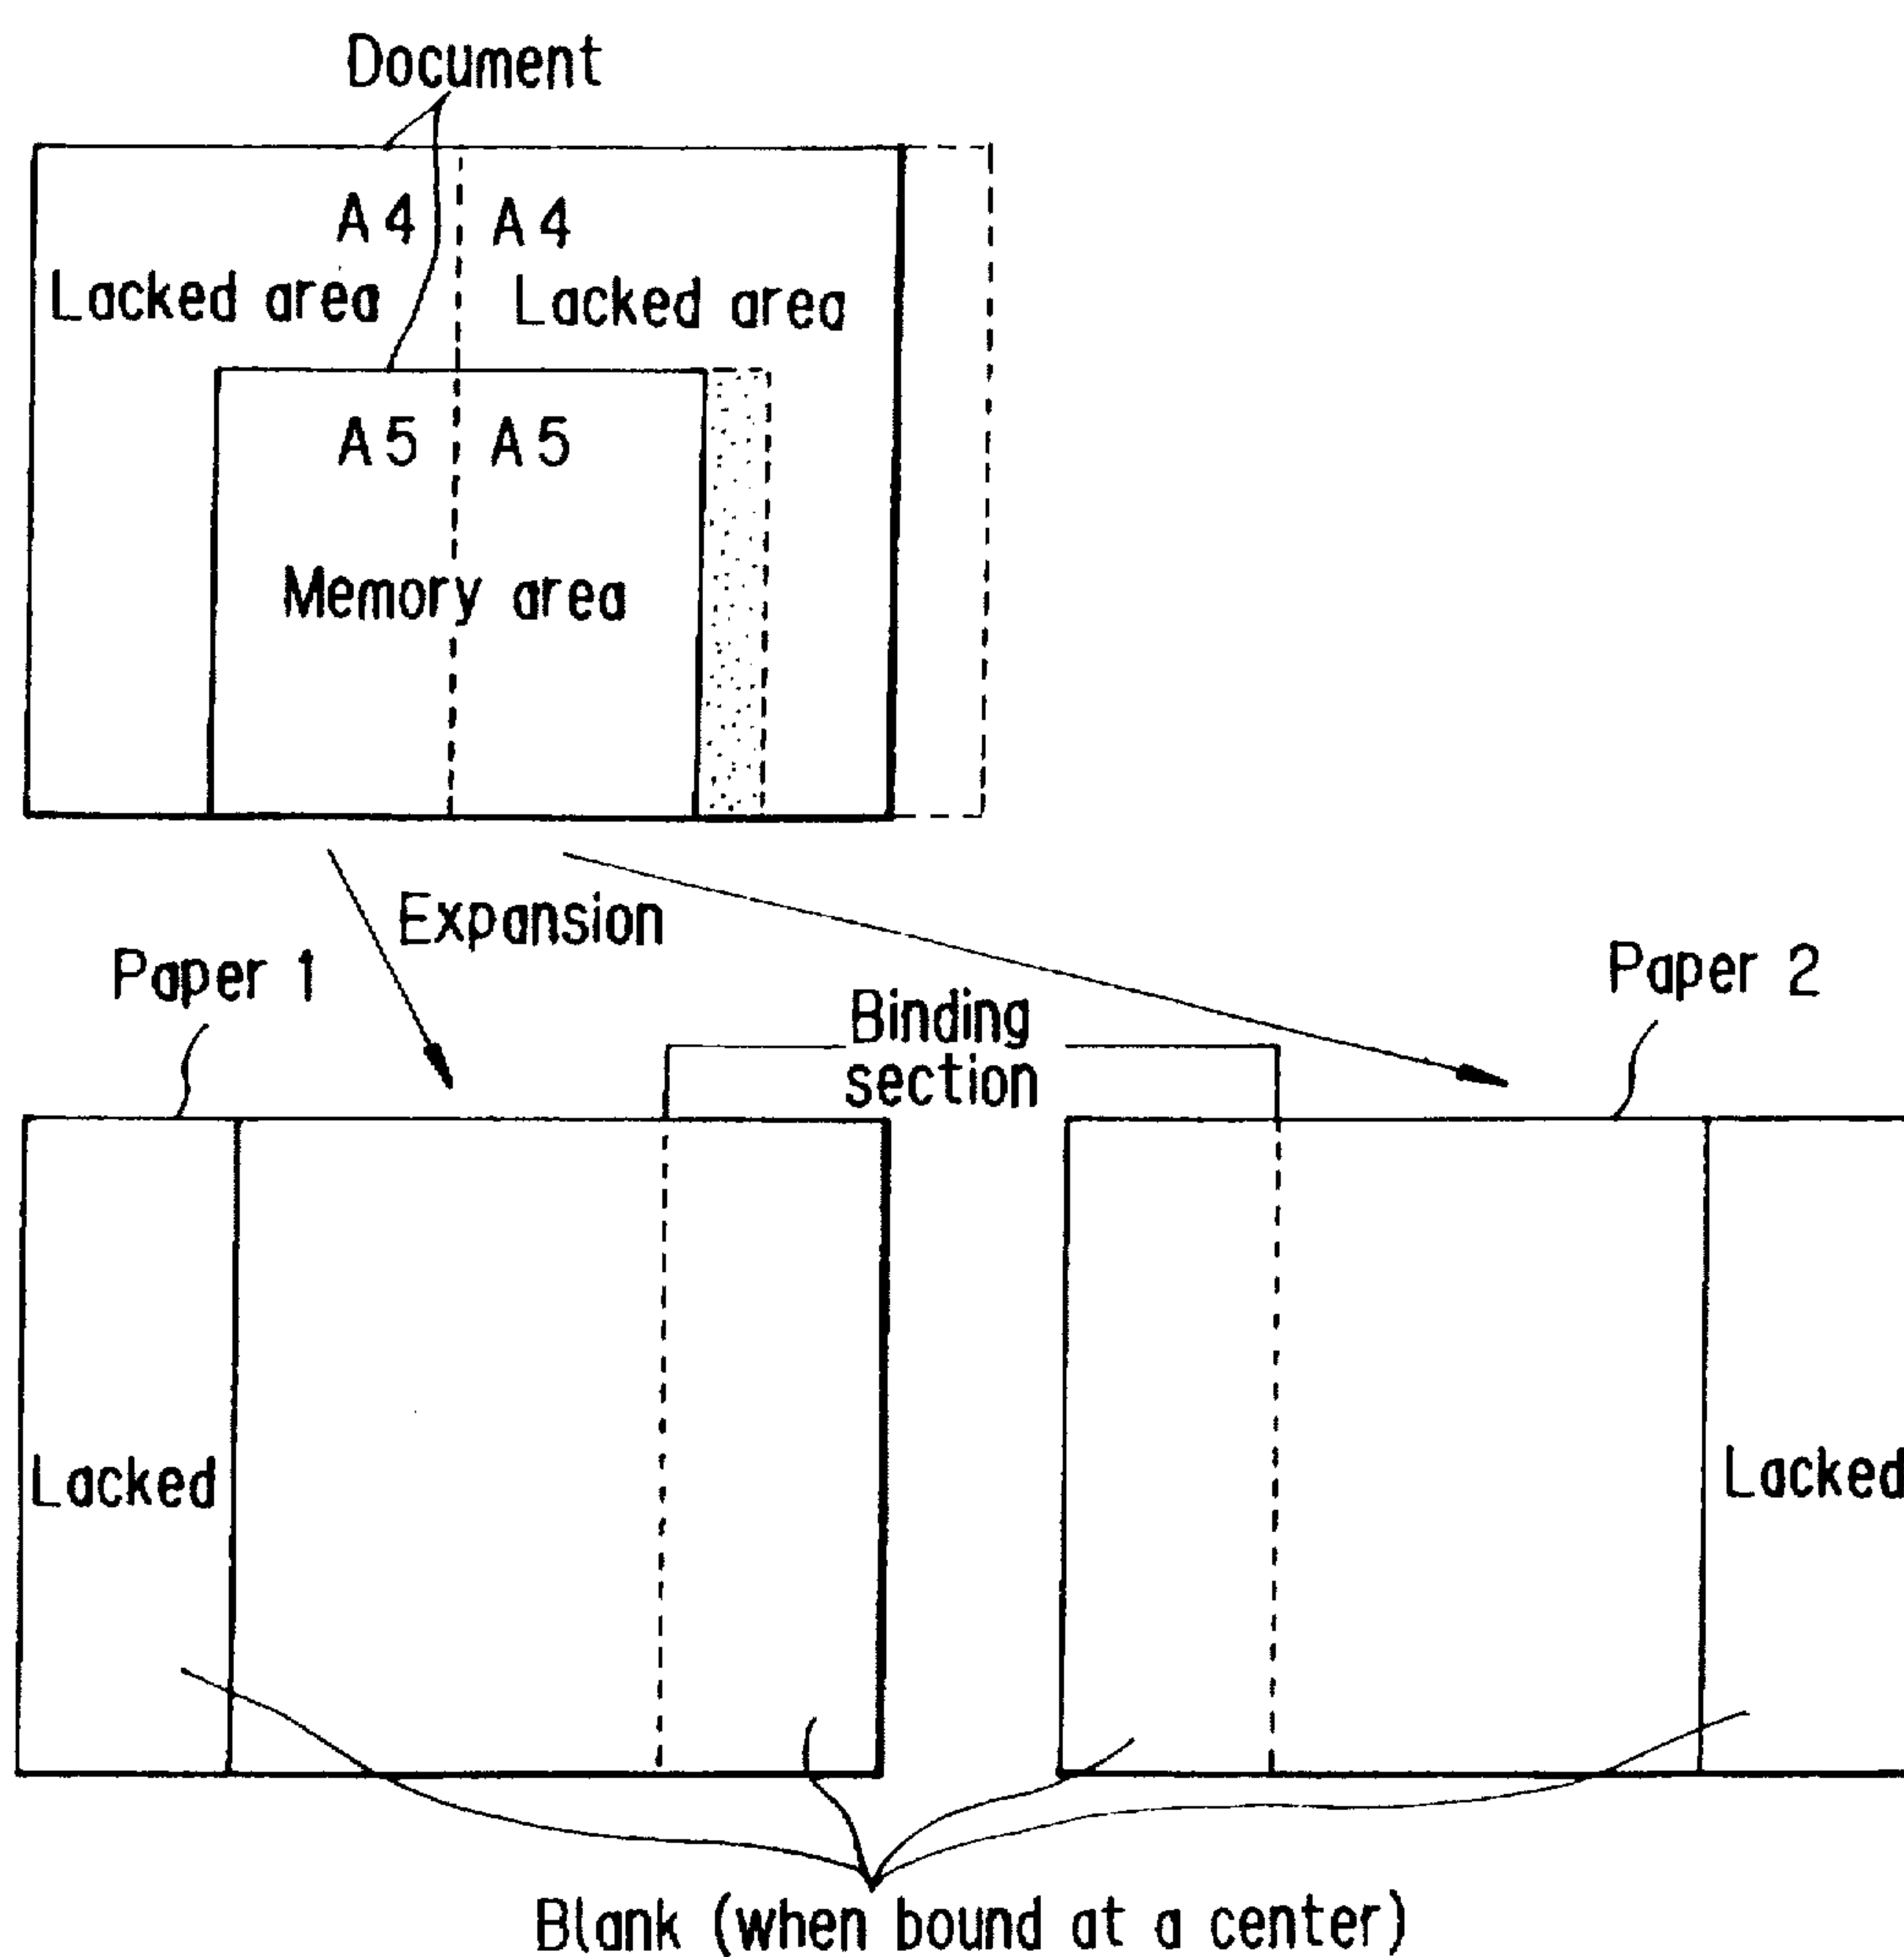 Document
A4 A4
Lacked area Lacked area
A5 A5
Memory area
Expansion
Paper 1
Paper 2
Binding
section
Lacked
Lacked
Blank (when bound at a center)